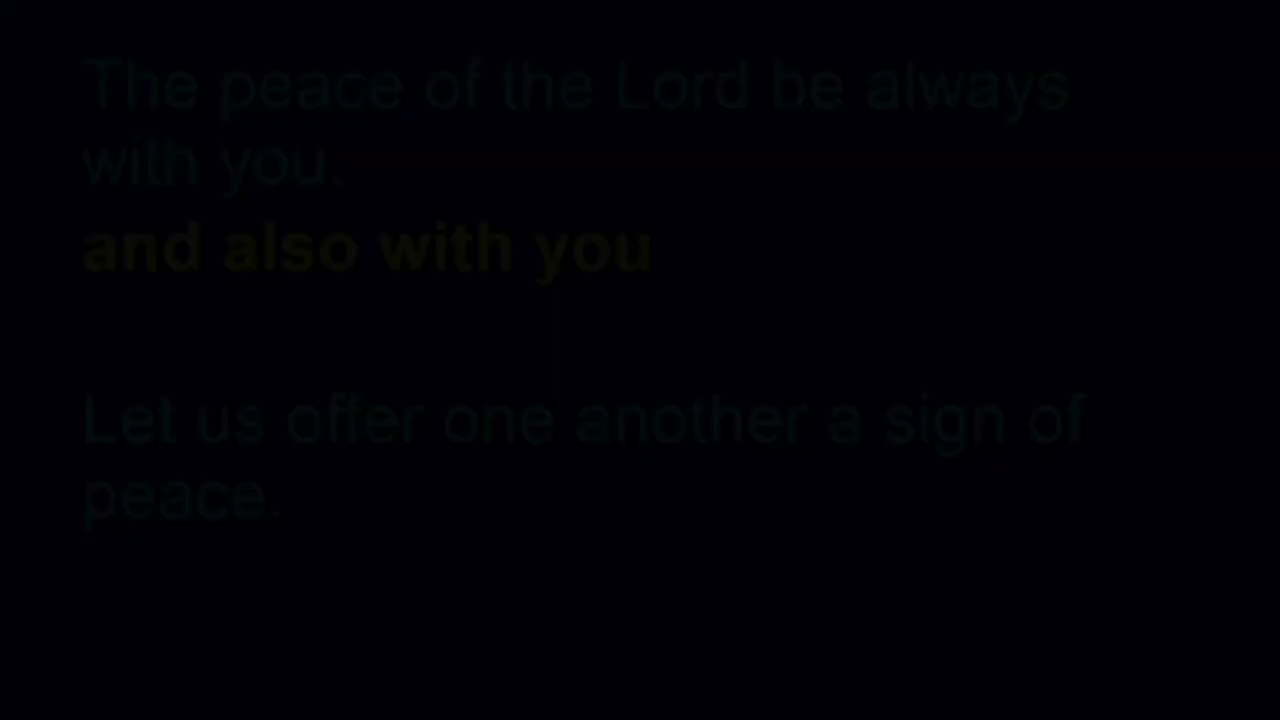 The peace of the Lord be always
with you.
and also with you
Let us offer one another a sign of
peace.